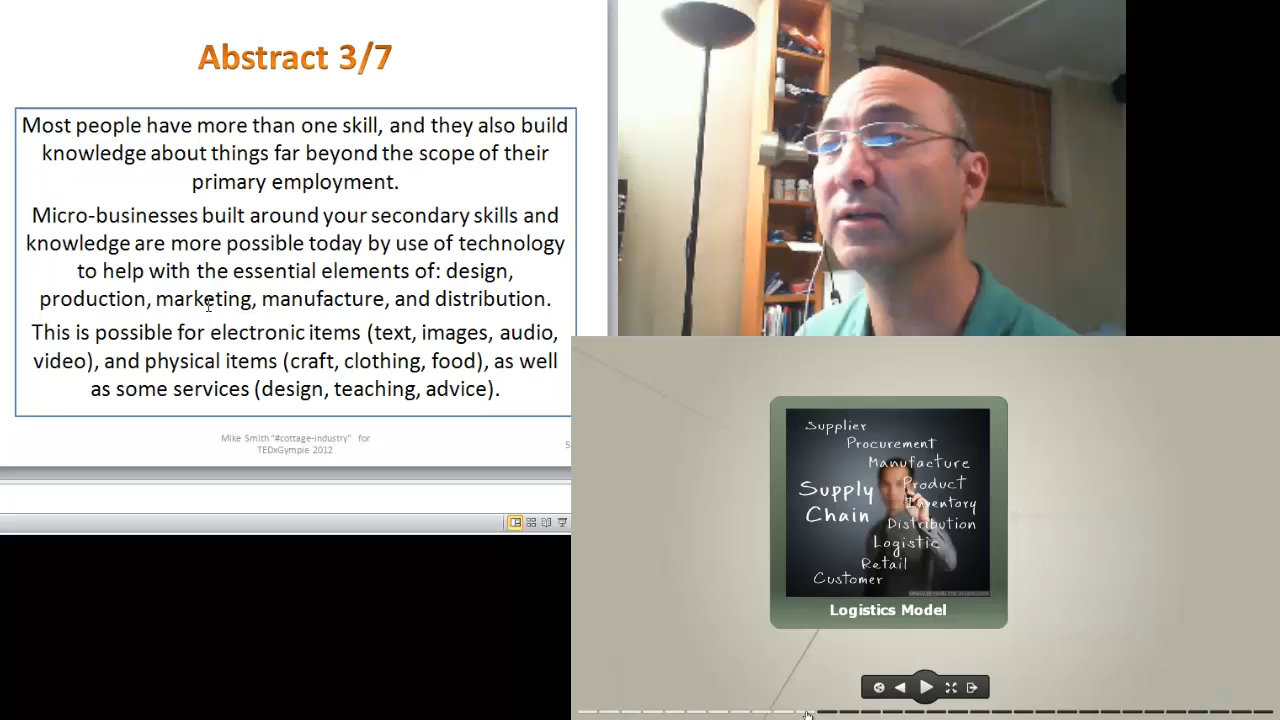 Abstract 3/7
Most people have more than one skill, and they also build
knowledge about things far beyond the scope of their
primary employment.
Micro-businesses built around your secondary skills and
knowledge are more possible today by use of technology
to help with the essential elements of: design,
production, marketing, manufacture, and distribution.
This is possible for electronic items (text, images, audio,
video), and physical items (craft, clothing, food), as well
as some services (design, teaching, advice).
Mike Smith "#cottage-industry" for
TEDxGympie 2012
5
Supplier
Procurement
Manufacture
Product
Inventory
Distribution
Logistic
Retail
Customer
Supply
Chain
Logistics Model